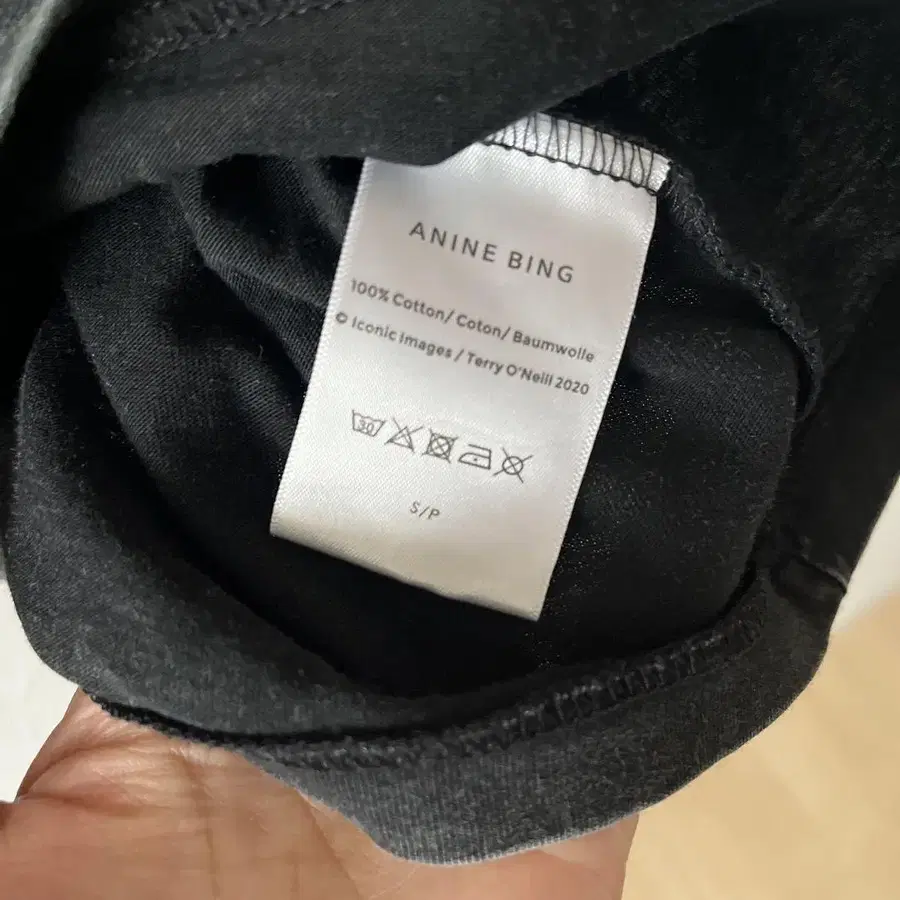 ANINE BING
100% Cotton/ Coton/ Baumwolle
© Iconic Images / Terry O'Neill 2020
30
S/P